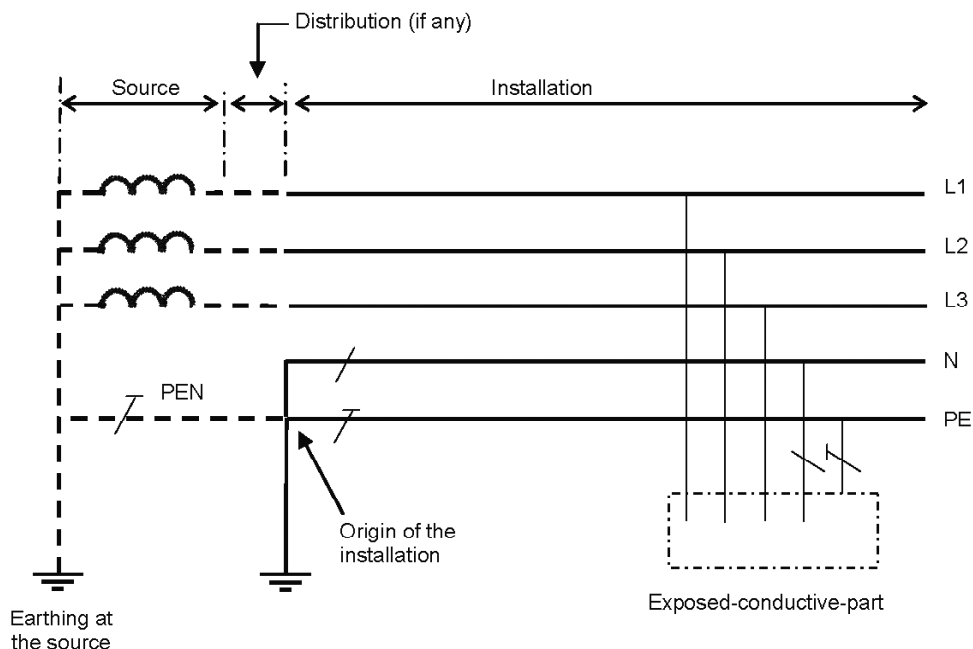 Distribution (if any)
Source
Installation
L1
L2
L3
N
PEN
PE
Origin of the
installation
Exposed-conductive-part
Earthing at
the source